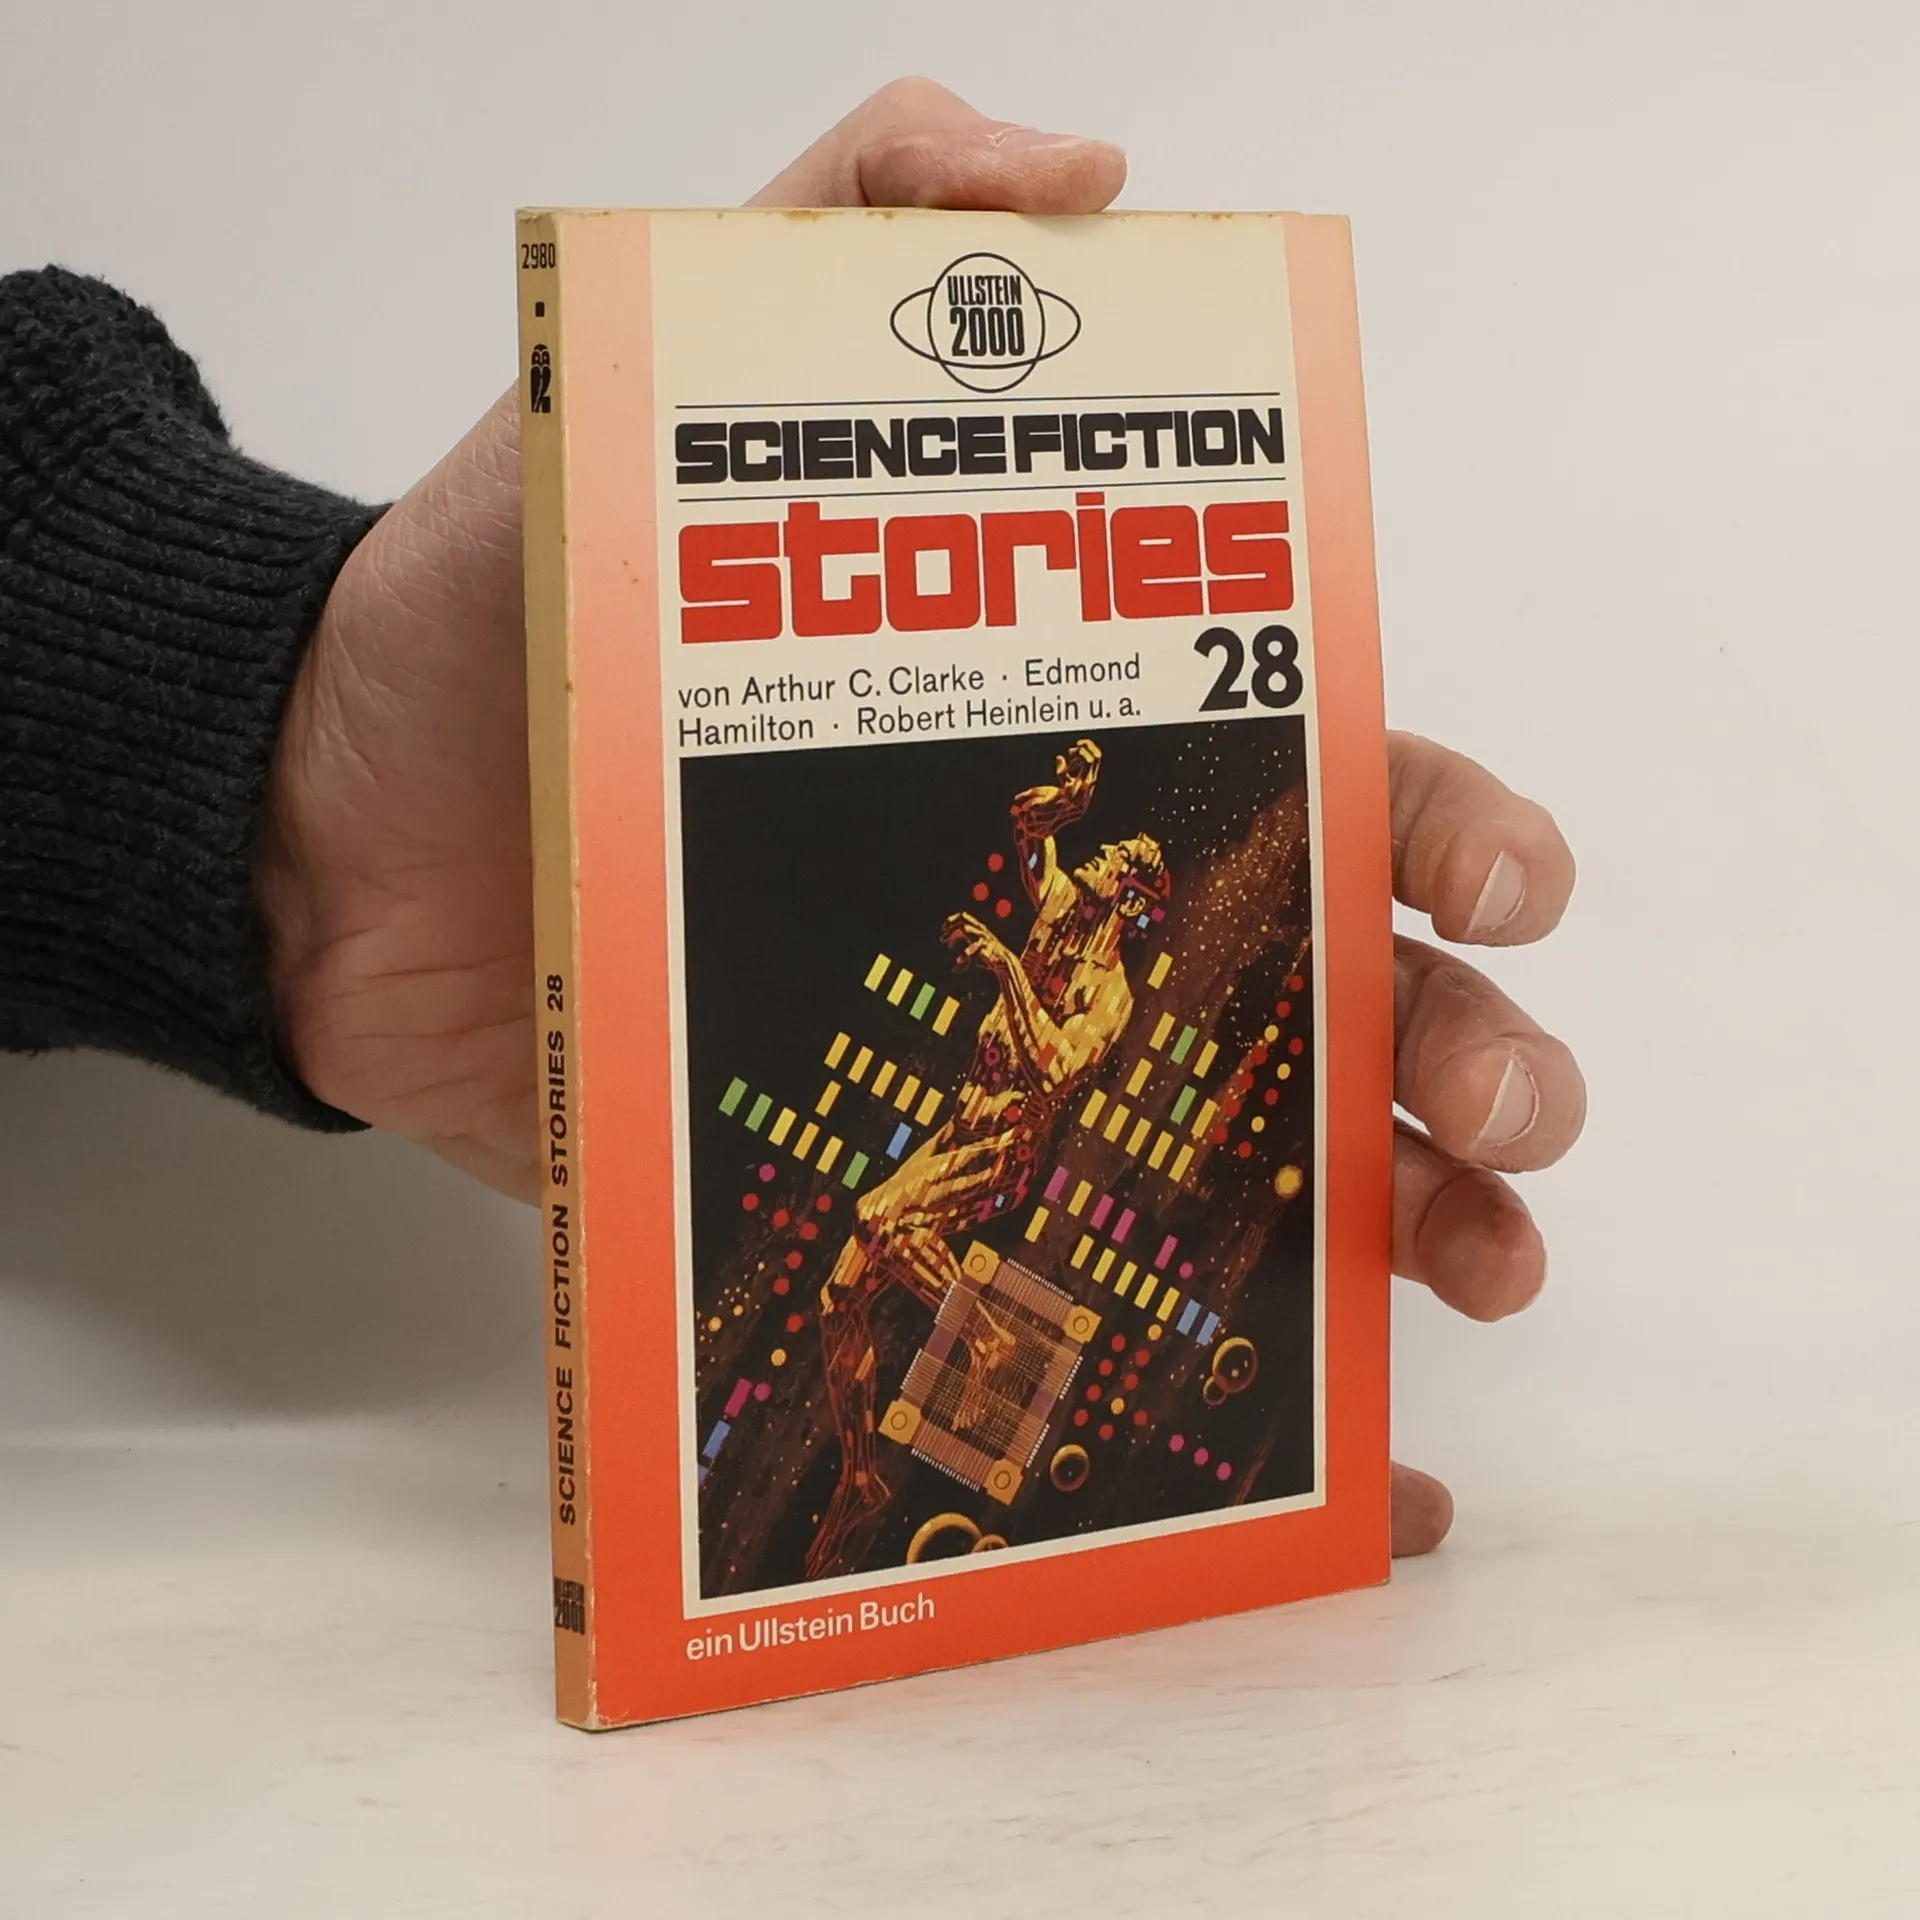 2980
SCIENCE FICTION STORIES 28
ULLSTEIN
2000
ULLSTEIN
2000
SCIENCE FICTION
stories
28
von Arthur C. Clarke · Edmond
Hamilton · Robert Heinlein u. a.
ein Ullstein Buch